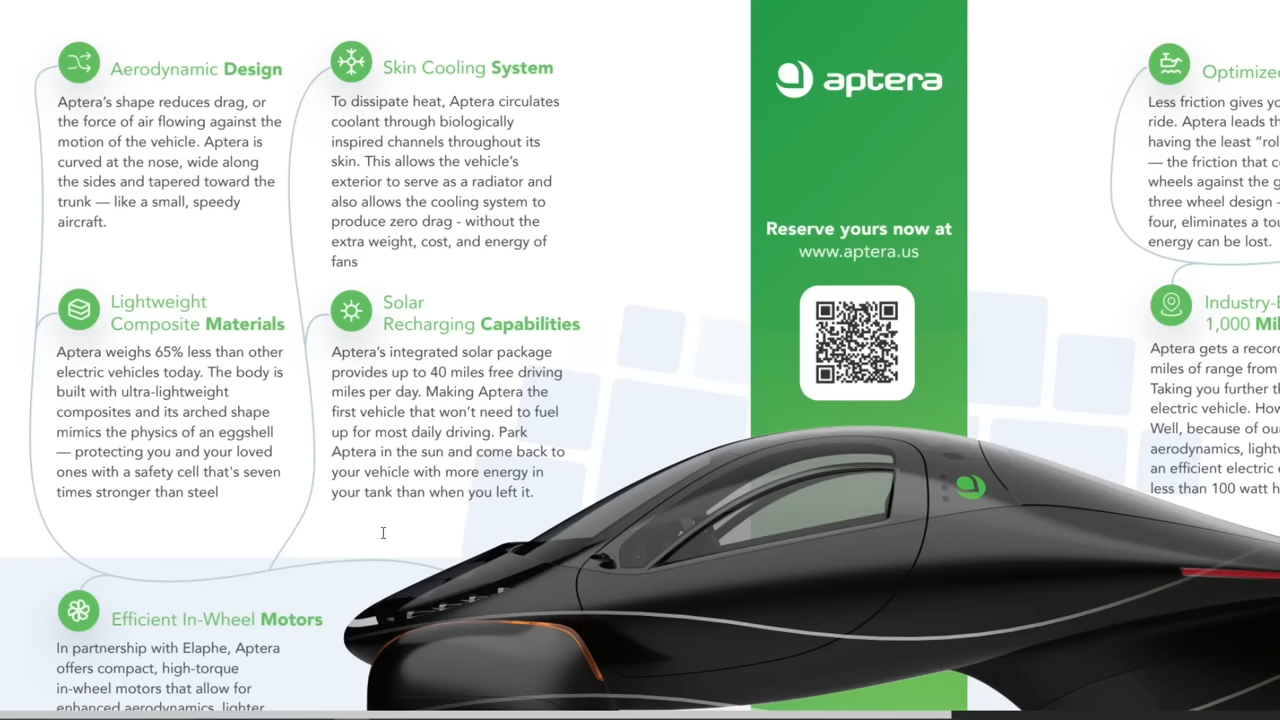 Aerodynamic Design
Aptera's shape reduces drag, or
the force of air flowing against the
motion of the vehicle. Aptera is
curved at the nose, wide along
the sides and tapered toward the
trunk — like a small, speedy
aircraft.
Skin Cooling System
To dissipate heat, Aptera circulates
coolant through biologically
inspired channels throughout its
skin. This allows the vehicle's
exterior to serve as a radiator and
also allows the cooling system to
produce zero drag - without the
extra weight, cost, and energy of
fans
Lightweight
Composite Materials
Aptera weighs 65% less than other
electric vehicles today. The body is
built with ultra-lightweight
composites and its arched shape
mimics the physics of an eggshell
— protecting you and your loved
ones with a safety cell that's seven
times stronger than steel
Solar
Recharging Capabilities
Aptera's integrated solar package
provides up to 40 miles free driving
miles per day. Making Aptera the
first vehicle that won't need to fuel
up for most daily driving. Park
Aptera in the sun and come back to
your vehicle with more energy in
your tank than when you left it.
Efficient In-Wheel Motors
In partnership with Elaphe, Aptera
offers compact, high-torque
in-wheel motors that allow for
enhanced aerodynamics, lighter
aptera
Reserve yours now at
www.aptera.us
Optimized
Less friction gives
ride. Aptera leads
having the least
— the friction that
wheels against the
three wheel design
four, eliminates a
energy can be lost.
1,000
Aptera gets a
miles of range from
Taking you further
electric vehicle.
Well, because of
aerodynamics,
an efficient electric
less than 100 watt